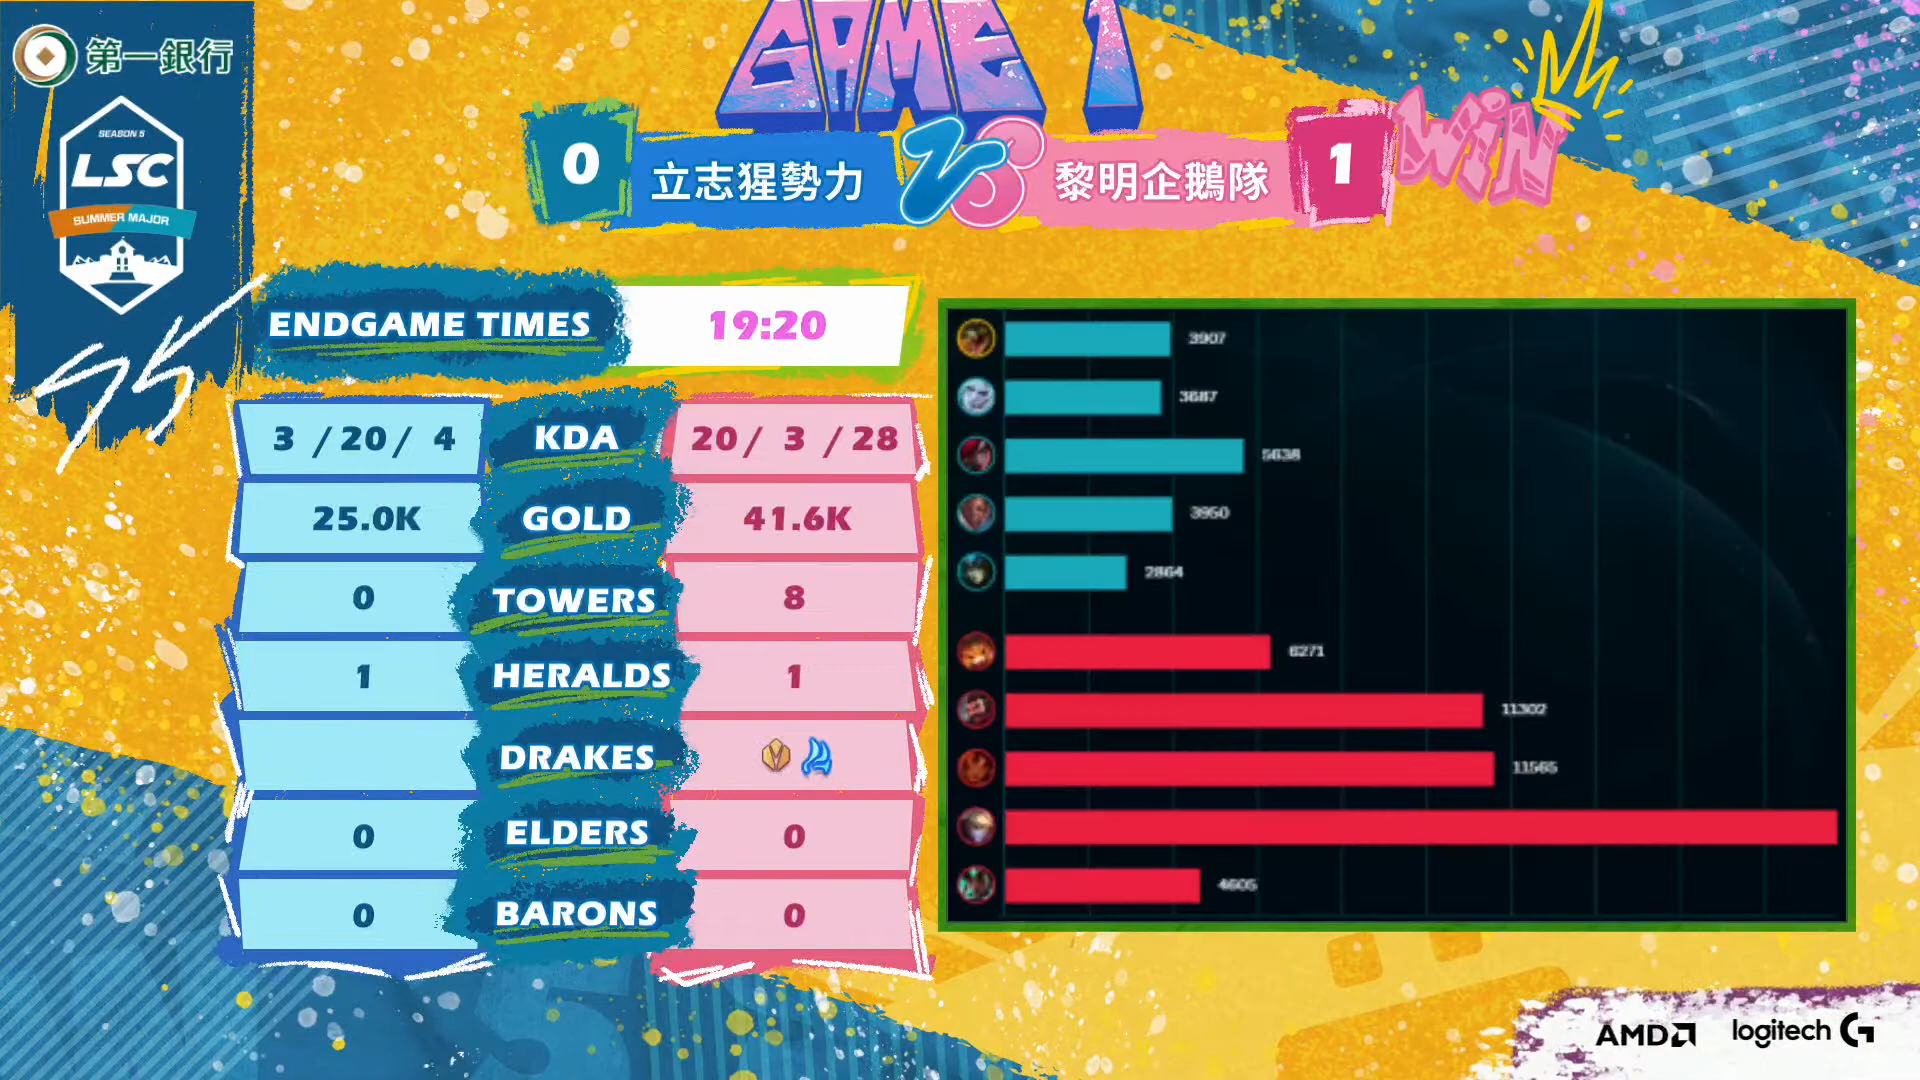 第一銀行
SEASON 5
LSC
SUMMER MAJOR
GAME 1
0 立志猩勢力 VS 黎明企鵝隊 1 WIN
ENDGAME TIMES 19:20
3 / 20 / 4 KDA 20 / 3 / 28
25.0K GOLD 41.6K
0 TOWERS 8
1 HERALDS 1
DRAKES
0 ELDERS 0
0 BARONS 0
3907
3687
5638
3950
2864
6271
11302
11565
4605
AMD logitech G